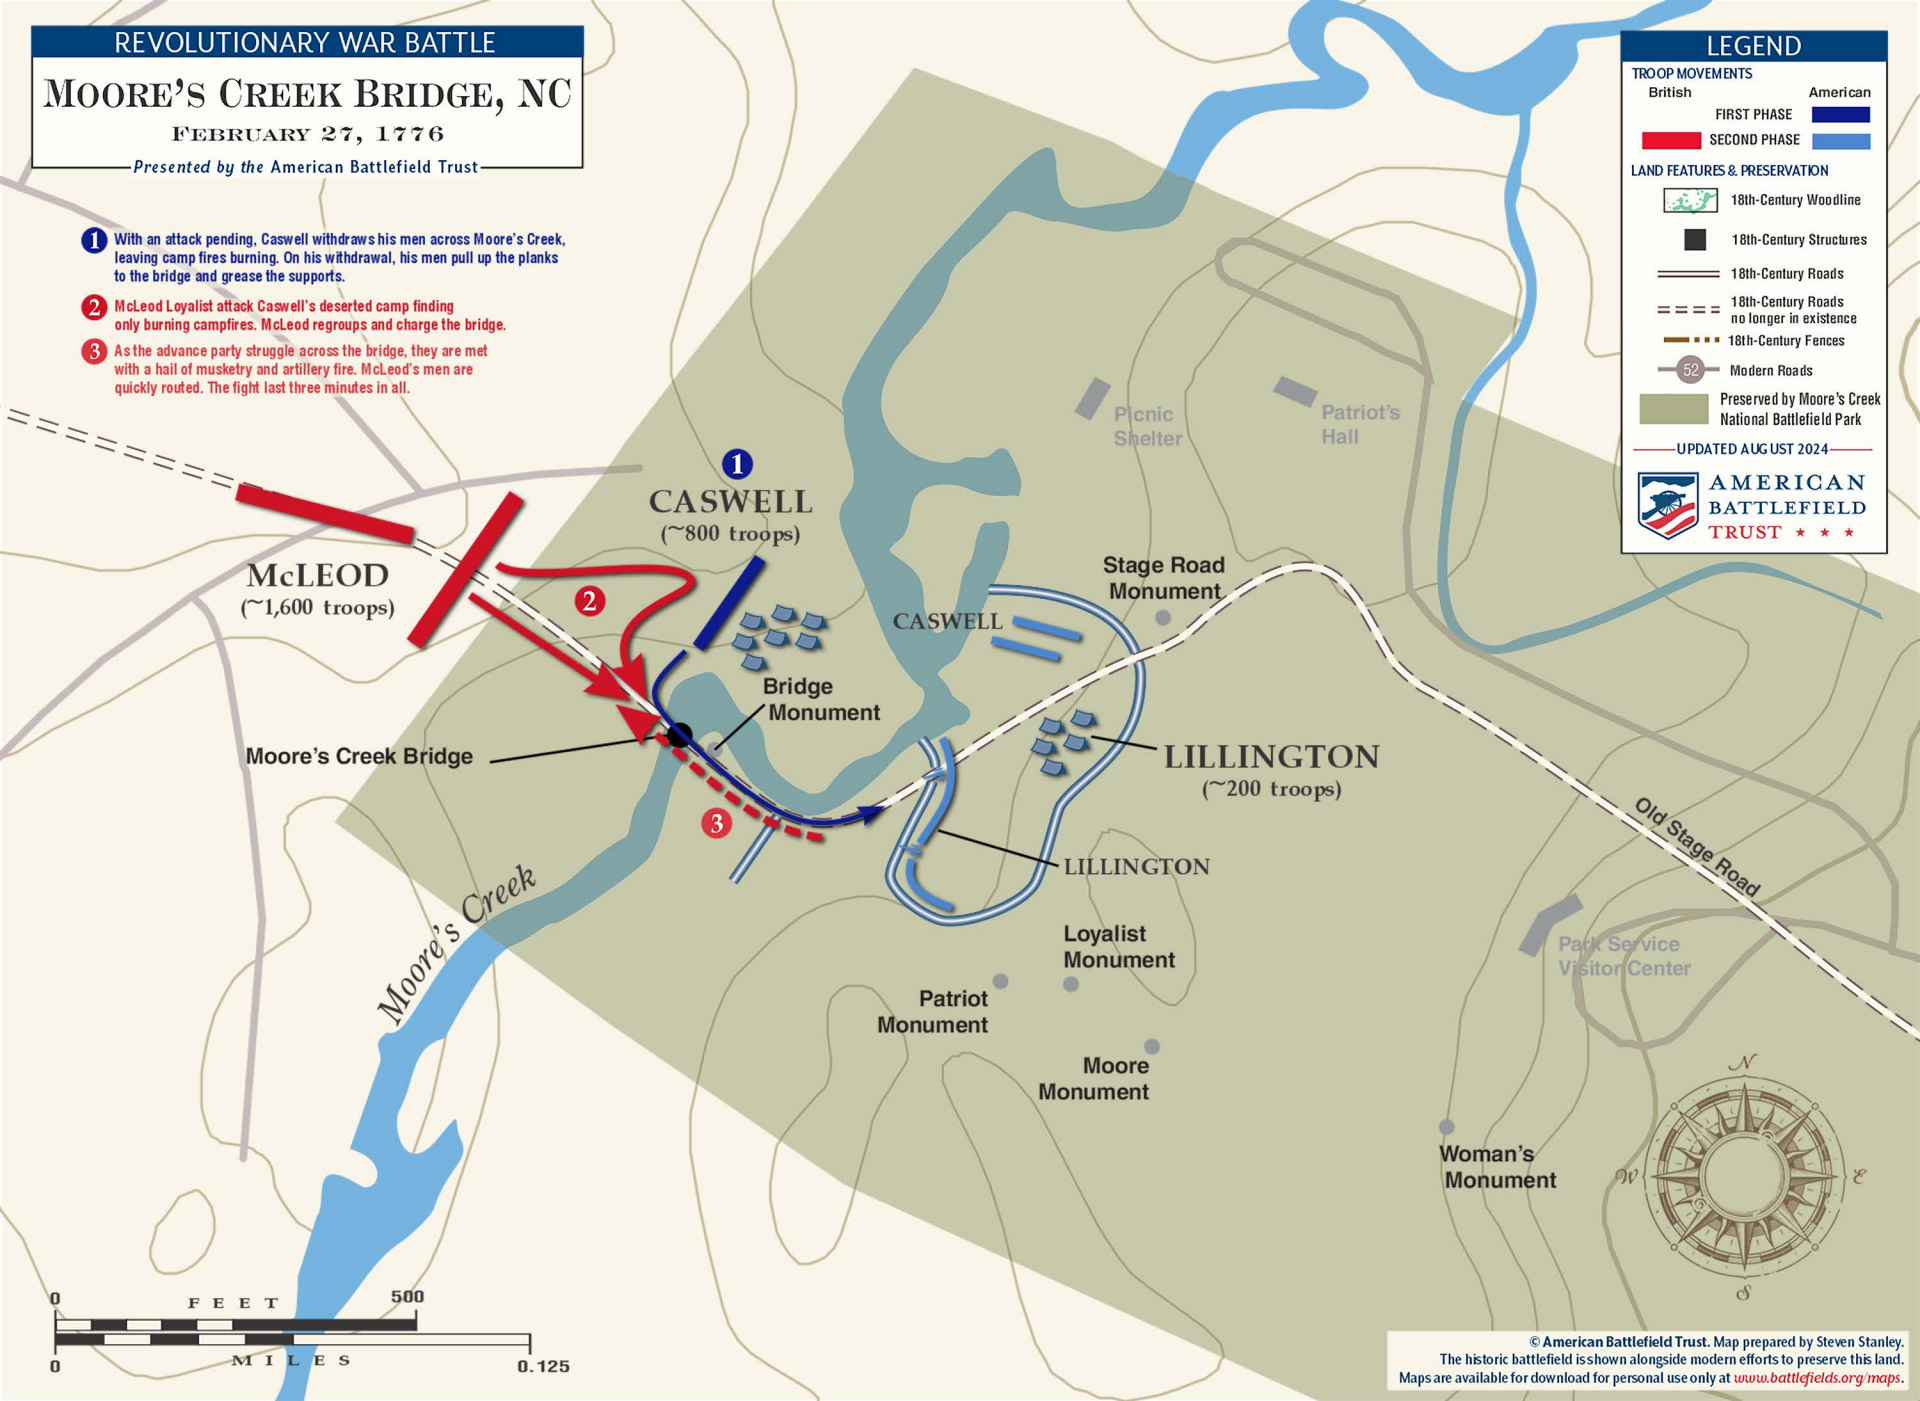 REVOLUTIONARY WAR BATTLE
MOORE'S CREEK BRIDGE, NC
FEBRUARY 27, 1776
Presented by the American Battlefield Trust
1 With an attack pending, Caswell withdraws his men across Moore's Creek,
leaving camp fires burning. On his withdrawal, his men pull up the planks
to the bridge and grease the supports.
2 McLeod Loyalist attack Caswell's deserted camp finding
only burning campfires. McLeod regroups and charge the bridge.
3 As the advance party struggle across the bridge, they are met
with a hail of musketry and artillery fire. McLeod's men are
quickly routed. The fight last three minutes in all.
LEGEND
TROOP MOVEMENTS
British American
FIRST PHASE
SECOND PHASE
LAND FEATURES & PRESERVATION
18th-Century Woodline
18th-Century Structures
18th-Century Roads
18th-Century Roads
no longer in existence
18th-Century Fences
52 Modern Roads
Preserved by Moore's Creek
National Battlefield Park
UPDATED AUGUST 2024
AMERICAN
BATTLEFIELD
TRUST
Picnic
Shelter
Patriot's
Hall
1
CASWELL
(~800 troops)
McLEOD
(~1,600 troops)
2
Stage Road
Monument
CASWELL
Bridge
Monument
Moore's Creek Bridge
LILLINGTON
(~200 troops)
3
LILLINGTON
Old Stage Road
Moore's Creek
Loyalist
Monument
Patriot
Monument
Moore
Monument
Park Service
Visitor Center
Woman's
Monument
N
W
E
S
0 500
FEET
MILES
0 0.125
© American Battlefield Trust. Map prepared by Steven Stanley.
The historic battlefield is shown alongside modern efforts to preserve this land.
Maps are available for download for personal use only at www.battlefields.org/maps.